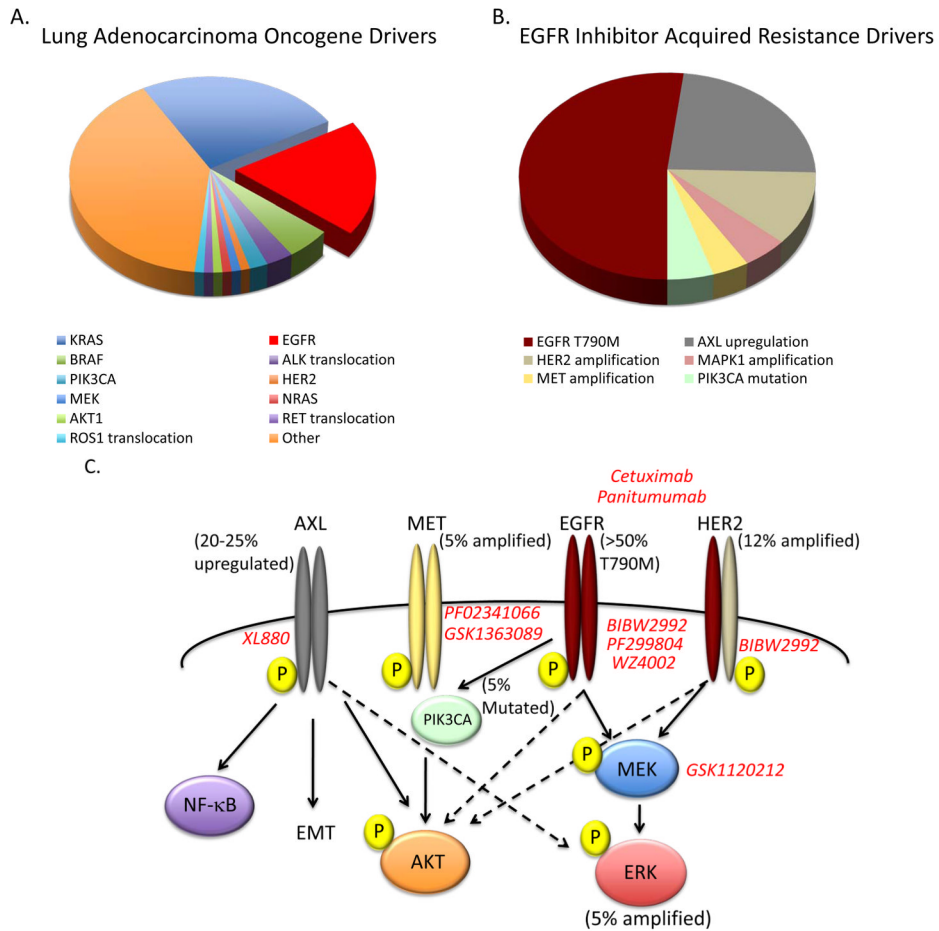 A.
Lung Adenocarcinoma Oncogene Drivers
KRAS
EGFR
BRAF
ALK translocation
PIK3CA
HER2
MEK
NRAS
AKT1
RET translocation
ROS1 translocation
Other
B.
EGFR Inhibitor Acquired Resistance Drivers
EGFR T790M
AXL upregulation
HER2 amplification
MAPK1 amplification
MET amplification
PIK3CA mutation
C.
Cetuximab
Panitumumab
AXL
(20-25%
upregulated)
XL880
P
MET
(5% amplified)
PF02341066
GSK1363089
P
EGFR
(>50%
T790M)
BIBW2992
PF299804
WZ4002
P
HER2
(12% amplified)
BIBW2992
P
(5%
Mutated)
PIK3CA
P
MEK
GSK1120212
NF-κB
EMT
P
AKT
P
ERK
(5% amplified)